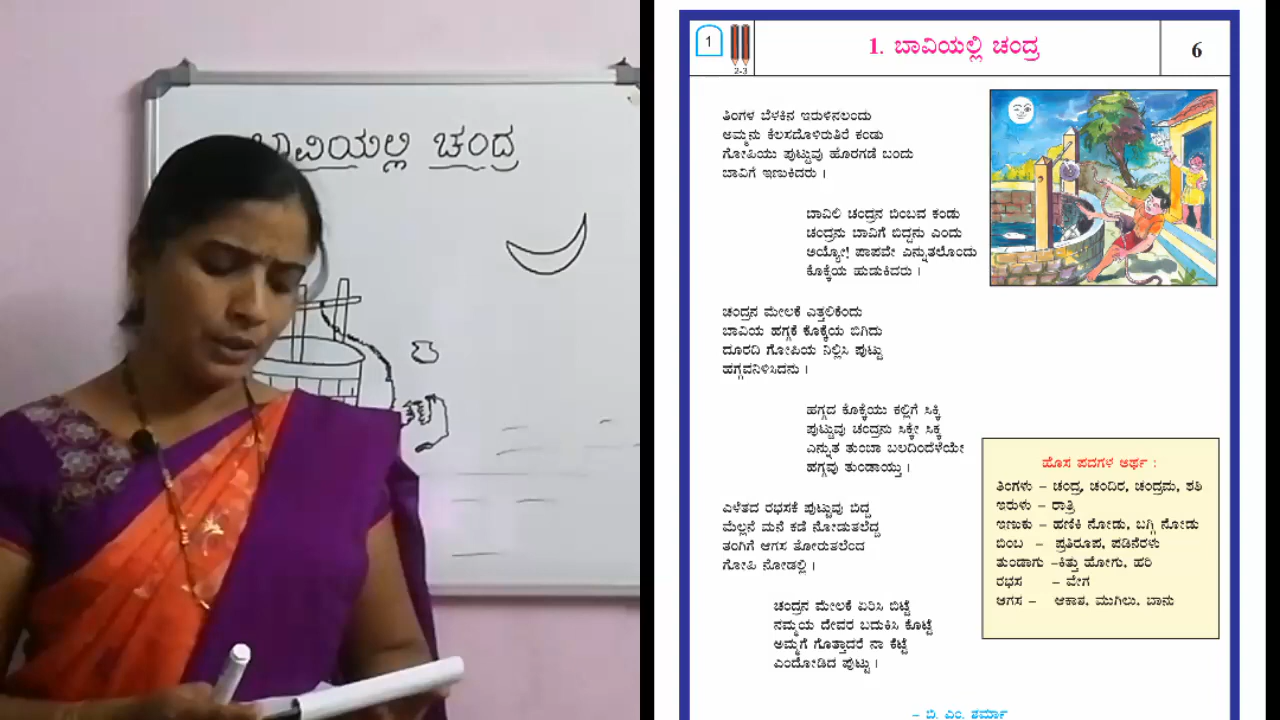 ಬಾವಿಯಲ್ಲಿ ಚಂದ್ರ
1
2-3
1. ಬಾವಿಯಲ್ಲಿ ಚಂದ್ರ
6
ತಿಂಗಳ ಬೆಳಕಿನ ಇರುಳಿನಲಂದು
ಅಮ್ಮನು ಕೆಲಸದೊಳಿರುತಿರೆ ಕಂಡು
ಗೋಪಿಯು ಪುಟ್ಟುವು ಹೊರಗಡೆ ಬಂದು
ಬಾವಿಗೆ ಇಣುಕಿದರು ।
ಬಾವಿಲಿ ಚಂದ್ರನ ಬಿಂಬವ ಕಂಡು
ಚಂದ್ರನು ಬಾವಿಗೆ ಬಿದ್ದನು ಎಂದು
ಅಯ್ಯೋ! ಪಾಪವೇ ಎನ್ನುತಲೊಂದು
ಕೊಕ್ಕೆಯ ಹುಡುಕಿದರು ।
ಚಂದ್ರನ ಮೇಲಕೆ ಎತ್ತಲಿಕೆಂದು
ಬಾವಿಯ ಹಗ್ಗಕೆ ಕೊಕ್ಕೆಯ ಬಿಗಿದು
ದೂರದಿ ಗೋಪಿಯ ನಿಲ್ಲಿಸಿ ಪುಟ್ಟು
ಹಗ್ಗವನಿಳಿಸಿದನು ।
ಹಗ್ಗದ ಕೊಕ್ಕೆಯು ಕಲ್ಲಿಗೆ ಸಿಕ್ಕಿ
ಪುಟ್ಟುವು ಚಂದ್ರನು ಸಿಕ್ಕೇ ಸಿಕ್ಕ
ಎನ್ನುತ ತುಂಬಾ ಬಲದಿಂದೆಳೆಯೇ
ಹಗ್ಗವು ತುಂಡಾಯ್ತು ।
ಎಳೆತದ ರಭಸಕೆ ಪುಟ್ಟುವು ಬಿದ್ದ
ಮೆಲ್ಲನೆ ಮನೆ ಕಡೆ ನೋಡುತಲೆದ್ದ
ತಂಗಿಗೆ ಆಗಸ ತೋರುತಲೆಂದ
ಗೋಪಿ ನೋಡಲ್ಲಿ ।
ಚಂದ್ರನ ಮೇಲಕೆ ಏರಿಸಿ ಬಿಟ್ಟೆ
ನಮ್ಮಯ ದೇವರ ಬದುಕಿಸಿ ಕೊಟ್ಟೆ
ಅಮ್ಮಗೆ ಗೊತ್ತಾದರೆ ನಾ ಕೆಟ್ಟೆ
ಎಂದೋಡಿದ ಪುಟ್ಟು ।
– ಬಿ. ಎಂ. ಶರ್ಮಾ
ಹೊಸ ಪದಗಳ ಅರ್ಥ :
ತಿಂಗಳು – ಚಂದ್ರ, ಚಂದಿರ, ಚಂದ್ರಮ, ಶಶಿ
ಇರುಳು – ರಾತ್ರಿ
ಇಣುಕು – ಹಣಿಕಿ ನೋಡು, ಬಗ್ಗಿ ನೋಡು
ಬಿಂಬ – ಪ್ರತಿರೂಪ, ಪಡಿನೆರಳು
ತುಂಡಾಗು –ಕಿತ್ತು ಹೋಗು, ಹರಿ
ರಭಸ – ವೇಗ
ಆಗಸ – ಆಕಾಶ, ಮುಗಿಲು, ಬಾನು